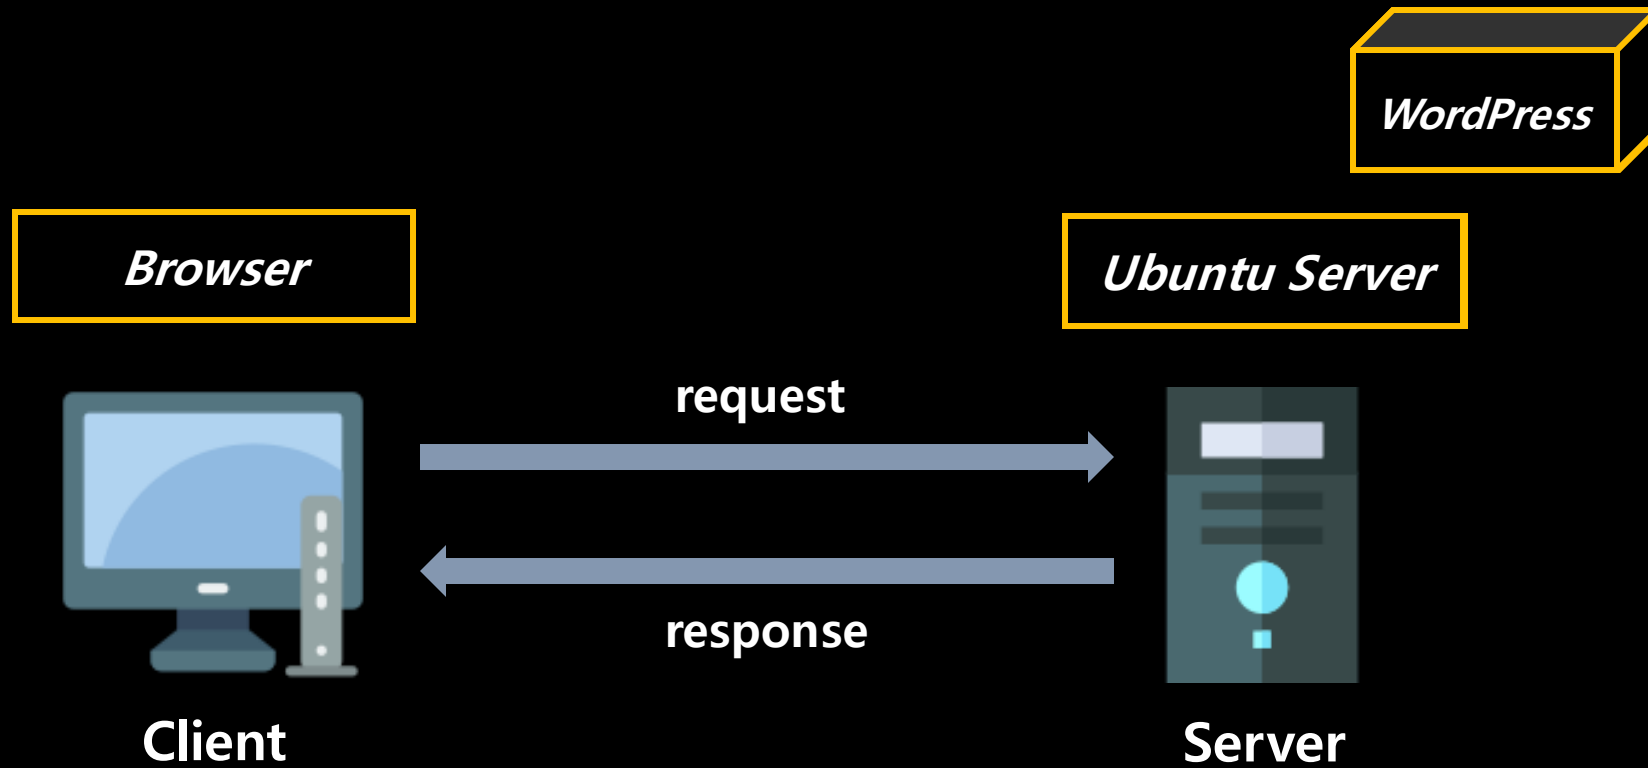 WordPress
Browser
Ubuntu Server
request
response
Client
Server